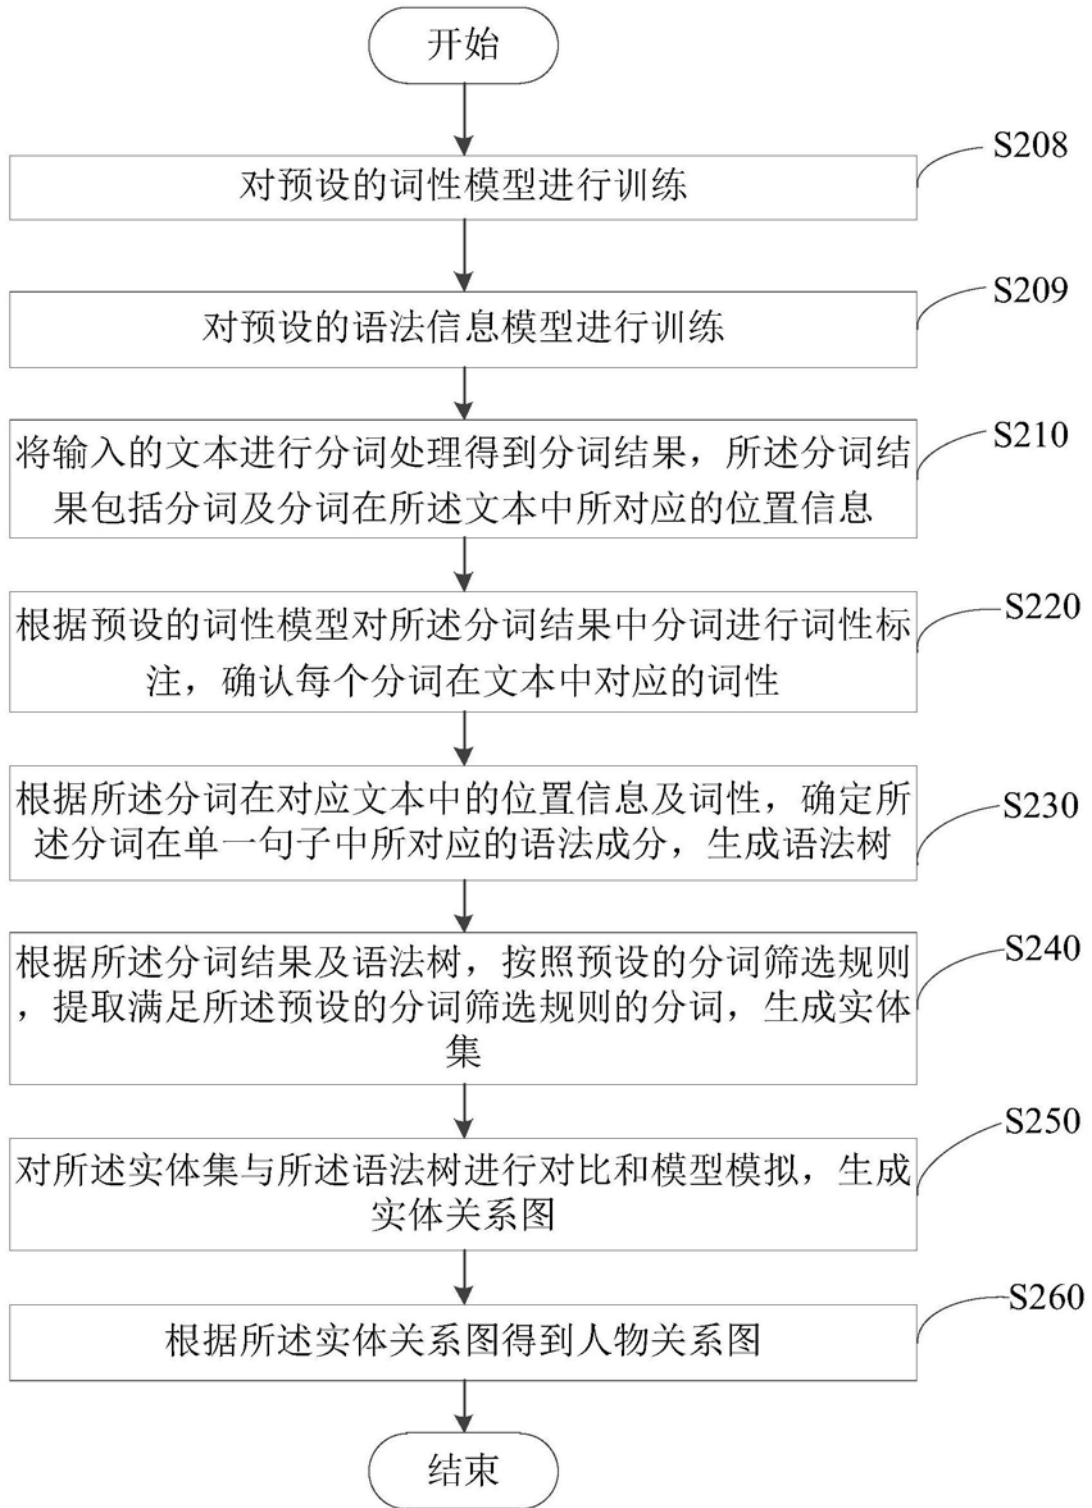 开始
S208
对预设的词性模型进行训练
S209
对预设的语法信息模型进行训练
S210
将输入的文本进行分词处理得到分词结果，所述分词结
果包括分词及分词在所述文本中所对应的位置信息
S220
根据预设的词性模型对所述分词结果中分词进行词性标
注，确认每个分词在文本中对应的词性
S230
根据所述分词在对应文本中的位置信息及词性，确定所
述分词在单一句子中所对应的语法成分，生成语法树
S240
根据所述分词结果及语法树，按照预设的分词筛选规则
，提取满足所述预设的分词筛选规则的分词，生成实体
集
S250
对所述实体集与所述语法树进行对比和模型模拟，生成
实体关系图
S260
根据所述实体关系图得到人物关系图
结束